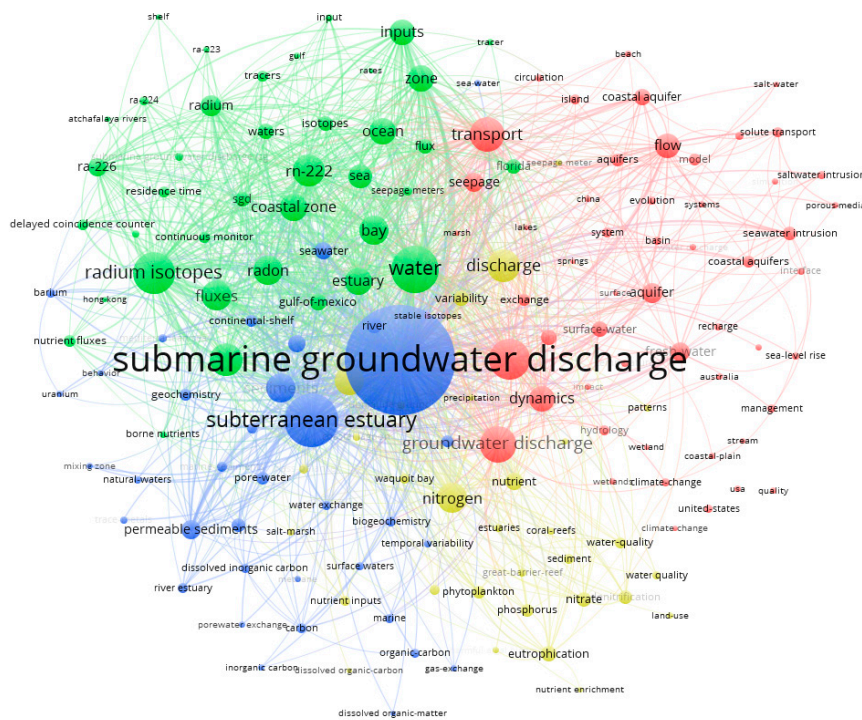 shelf
input
inputs
tracer
ra-223
gulf
beach
tracers
rates
zone
sea-water
circulation
salt-water
ra-224
radium
island
coastal aquifer
atchafalaya rivers
waters
isotopes
ocean
transport
solute transport
flux
flow
ra-226
rn-222
florida
seepage meter
aquifers
model
residence time
sea
seepage
saltwater intrusion
sgd
seepage meters
china
evolution
systems
porous-media
coastal zone
delayed coincidence counter
continuous monitor
bay
marsh
lakes
system
basin
seawater intrusion
seawater
radium isotopes
radon
water
discharge
springs
coastal aquifers
interface
barium
estuary
hong-kong
fluxes
gulf-of-mexico
variability
exchange
surface
aquifer
continental-shelf
river
stable isotopes
surface-water
recharge
nutrient fluxes
submarine groundwater discharge
freshwater
sea-level rise
behavior
uranium
geochemistry
impact
australia
precipitation
dynamics
patterns
management
subterranean estuary
borne nutrients
groundwater discharge
hydrology
wetland
stream
coastal-plain
mixing zone
natural-waters
pore-water
waquoit bay
nutrient
wetlands
climate-change
usa
quality
nitrogen
water exchange
united-states
trace metals
permeable sediments
salt-marsh
biogeochemistry
estuaries
coral-reefs
climate change
temporal variability
water-quality
dissolved inorganic carbon
surface waters
sediment
great-barrier-reef
water quality
methane
river estuary
nutrient inputs
phytoplankton
nitrate
denitrification
phosphorus
land-use
porewater exchange
carbon
marine
organic-carbon
eutrophication
inorganic carbon
dissolved organic-carbon
gas-exchange
nutrient enrichment
dissolved organic-matter